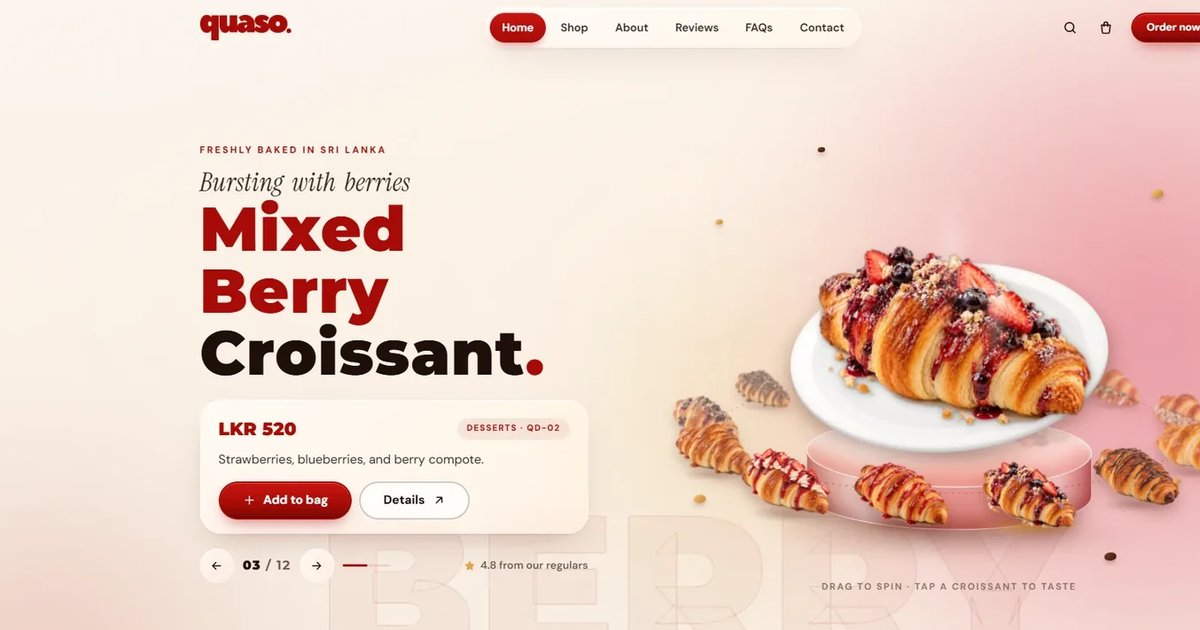 quaso.
Home Shop About Reviews FAQs Contact
Order now
FRESHLY BAKED IN SRI LANKA
Bursting with berries
Mixed
Berry
Croissant.
LKR 520
DESSERTS · QD-02
Strawberries, blueberries, and berry compote.
+ Add to bag
Details ↗
← 03 / 12 →
4.8 from our regulars
BERRY
DRAG TO SPIN · TAP A CROISSANT TO TASTE